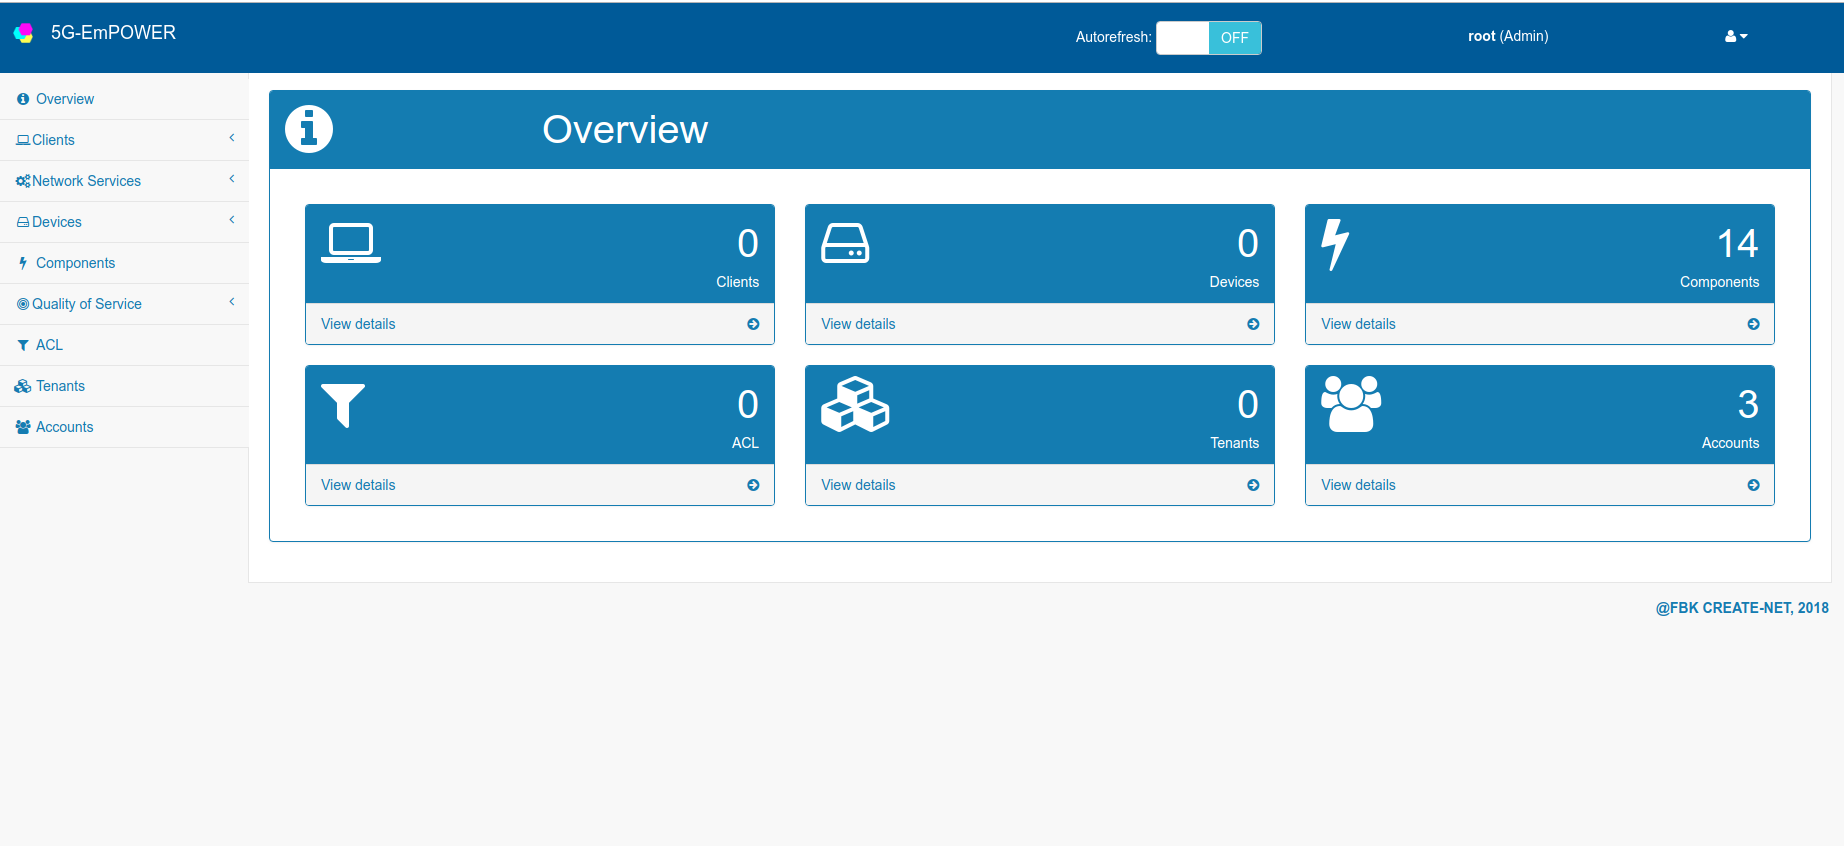 5G-EmPOWER
Autorefresh: OFF
root (Admin)
Overview
Clients
Network Services
Devices
Components
Quality of Service
ACL
Tenants
Accounts
Overview
0
Clients
View details
0
Devices
View details
14
Components
View details
0
ACL
View details
0
Tenants
View details
3
Accounts
View details
@FBK CREATE-NET, 2018